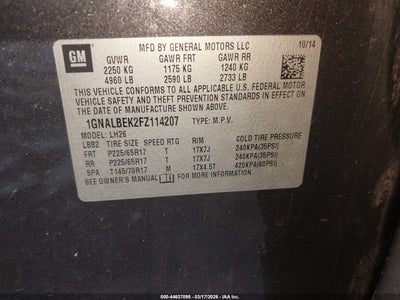 GM
MFD BY GENERAL MOTORS LLC
10/14
GVWR GAWR FRT GAWR RR
2250 KG 1175 KG 1240 KG
4960 LB 2590 LB 2733 LB
THIS VEHICLE CONFORMS TO ALL APPLICABLE U.S. FEDERAL MOTOR
VEHICLE SAFETY, BUMPER, AND THEFT PREVENTION STANDARDS IN EFFECT
ON THE DATE OF MANUFACTURE SHOWN ABOVE.
1GNALBEK2FZ114207 TYPE: M.P.V.
LH26
LBB2 TIRE SIZE SPEED RTG RIM COLD TIRE PRESSURE
FRT P225/65R17 T 17X7J 240KPA(35PSI)
RR P225/65R17 T 17X7J 240KPA(35PSI)
SPA T145/70R17 M 17X4.5T 420KPA(60PSI)
SEE OWNER'S MANUAL FOR MORE INFORMATION
000-44637098 | 03/17/2026 - IAA Corp